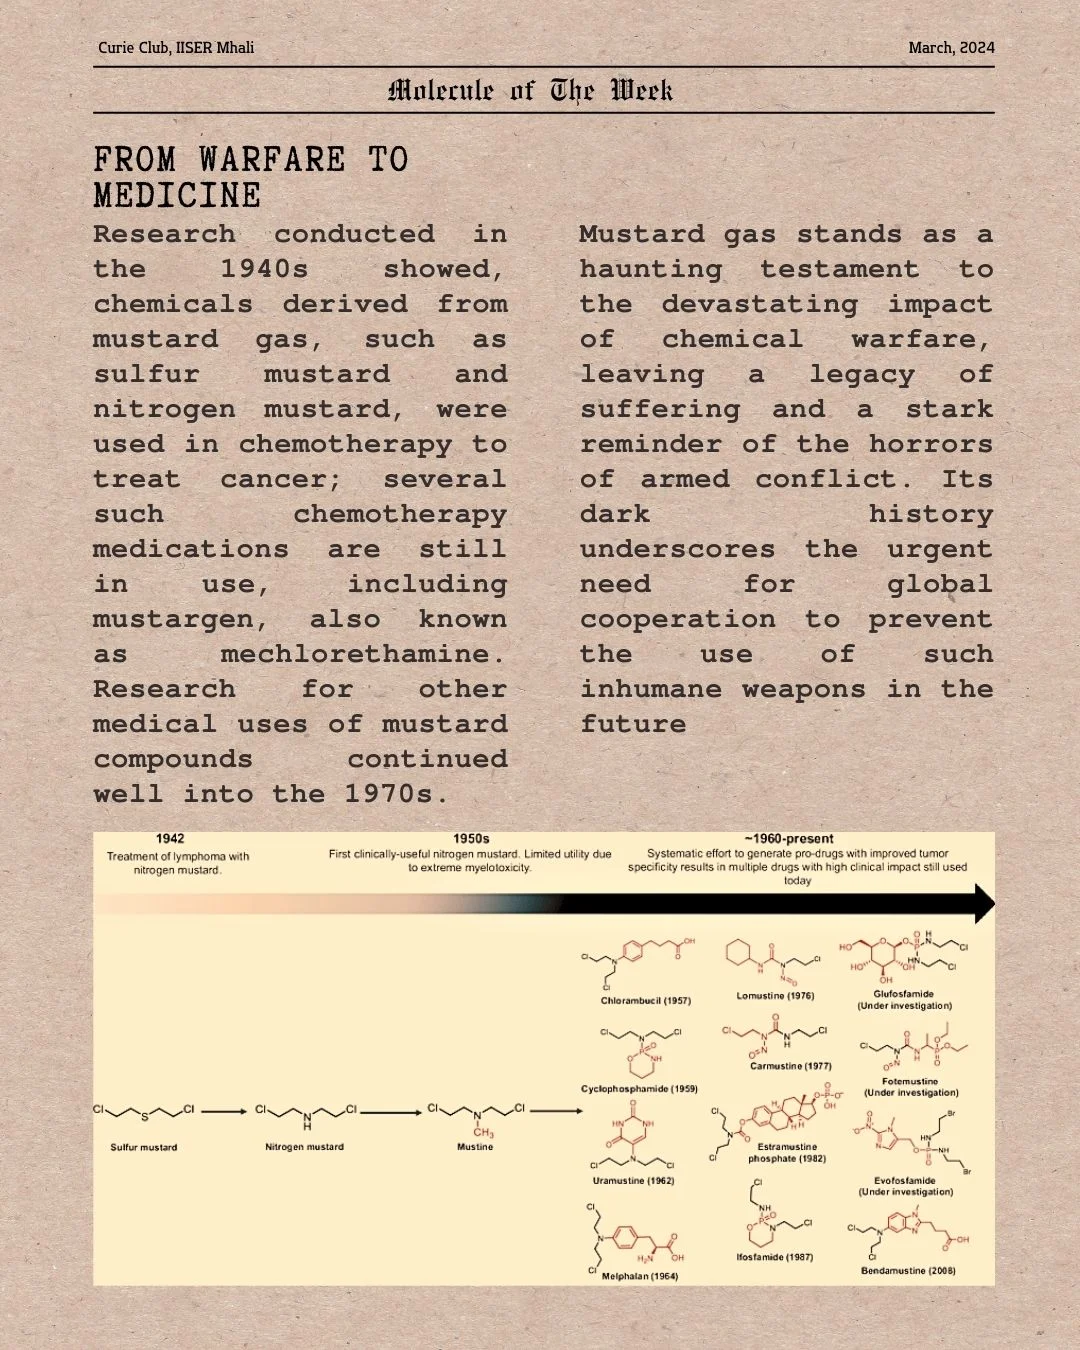 Curie Club, IISER Mhali
March, 2024
Molecule of The Week
FROM WARFARE TO
MEDICINE
Research conducted in
the 1940s showed,
chemicals derived from
mustard gas, such as
sulfur mustard and
nitrogen mustard, were
used in chemotherapy to
treat cancer; several
such chemotherapy
medications are still
in use, including
mustargen, also known
as mechlorethamine.
Research for other
medical uses of mustard
compounds continued
well into the 1970s.
Mustard gas stands as a
haunting testament to
the devastating impact
of chemical warfare,
leaving a legacy of
suffering and a stark
reminder of the horrors
of armed conflict. Its
dark history
underscores the urgent
need for global
cooperation to prevent
the use of such
inhumane weapons in the
future
1942
Treatment of lymphoma with
nitrogen mustard.
1950s
First clinically-useful nitrogen mustard. Limited utility due
to extreme myelotoxicity.
~1960-present
Systematic effort to generate pro-drugs with improved tumor
specificity results in multiple drugs with high clinical impact still used
today
Cl S Cl
Sulfur mustard
Cl N H Cl
Nitrogen mustard
Cl N CH3 Cl
Mustine
Chlorambucil (1957)
Cyclophosphamide (1959)
Uramustine (1962)
Melphalan (1964)
Lomustine (1976)
Carmustine (1977)
Estramustine
phosphate (1982)
Ifosfamide (1987)
Glufosfamide
(Under investigation)
Fotemustine
(Under investigation)
Evofosfamide
(Under investigation)
Bendamustine (2008)